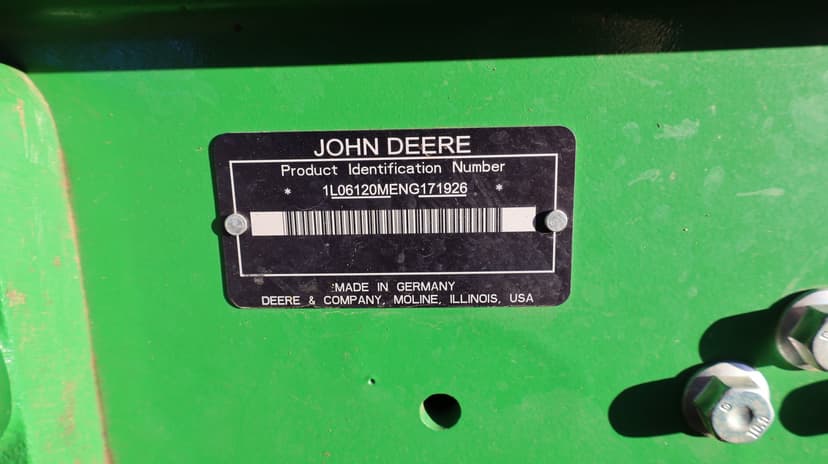 JOHN DEERE
Product Identification Number
* 1L06120MENG171926 *
MADE IN GERMANY
DEERE & COMPANY, MOLINE, ILLINOIS, USA